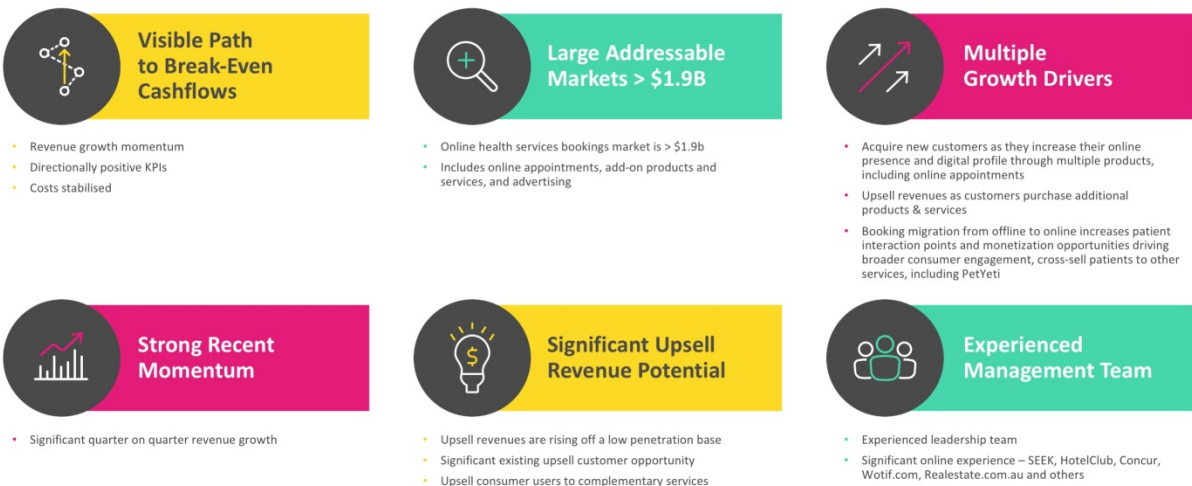 Visible Path
to Break-Even
Cashflows
• Revenue growth momentum
• Directionally positive KPIs
• Costs stabilised
Large Addressable
Markets > $1.9B
• Online health services bookings market is > $1.9b
• Includes online appointments, add-on products and
services, and advertising
Multiple
Growth Drivers
• Acquire new customers as they increase their online
presence and digital profile through multiple products,
including online appointments
• Upsell revenues as customers purchase additional
products & services
• Booking migration from offline to online increases patient
interaction points and monetization opportunities driving
broader consumer engagement, cross-sell patients to other
services, including PetYeti
Strong Recent
Momentum
• Significant quarter on quarter revenue growth
Significant Upsell
Revenue Potential
$
• Upsell revenues are rising off a low penetration base
• Significant existing upsell customer opportunity
• Upsell consumer users to complementary services
Experienced
Management Team
• Experienced leadership team
• Significant online experience – SEEK, HotelClub, Concur,
Wotif.com, Realestate.com.au and others